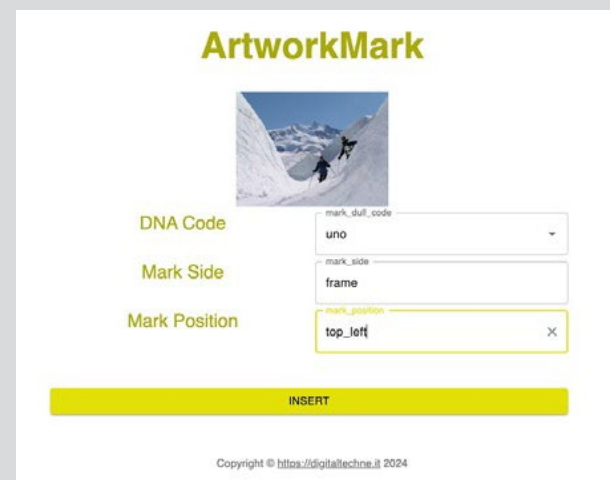 ArtworkMark
DNA Code
mark_dull_code
uno
Mark Side
mark_side
frame
Mark Position
mark_position
top_left
INSERT
Copyright © https://digitaltechne.it 2024